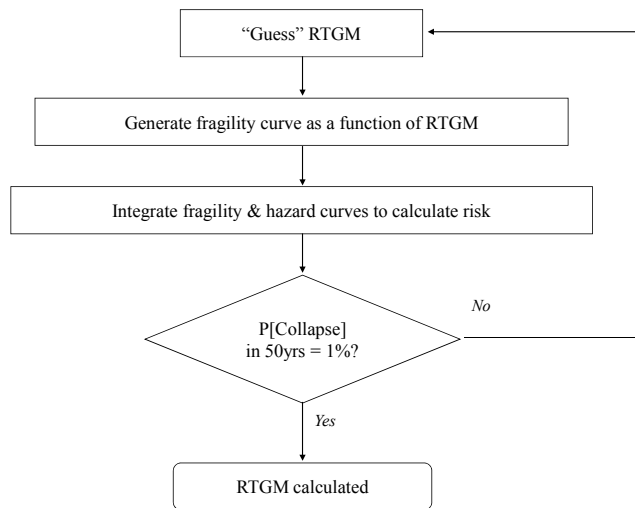 “Guess” RTGM
Generate fragility curve as a function of RTGM
Integrate fragility & hazard curves to calculate risk
P[Collapse]
in 50yrs = 1%?
No
Yes
RTGM calculated